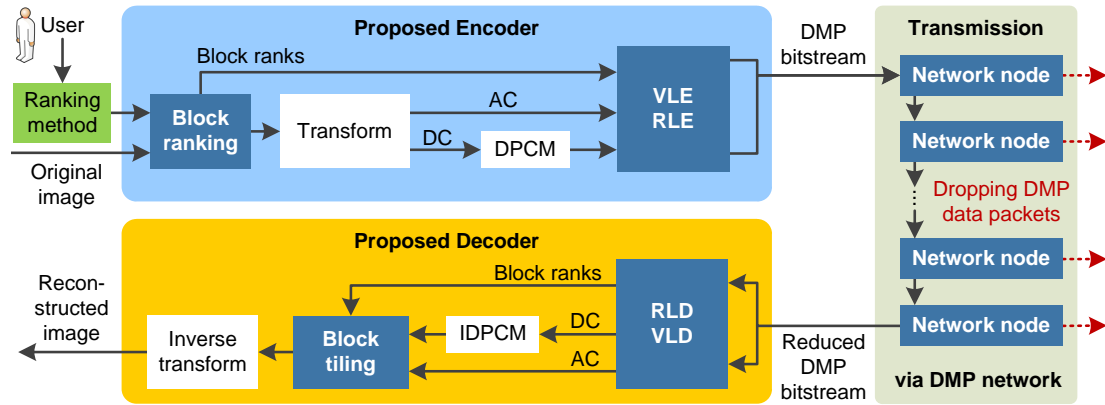 User
Ranking
method
Original
image
Proposed Encoder
Block ranks
Block
ranking
Transform
AC
DC
DPCM
VLE
RLE
DMP
bitstream
Transmission
Network node
Network node
Dropping DMP
data packets
Network node
Network node
via DMP network
Reduced
DMP
bitstream
Proposed Decoder
Block ranks
RLD
VLD
DC
IDPCM
AC
Block
tiling
Inverse
transform
Recon-
structed
image